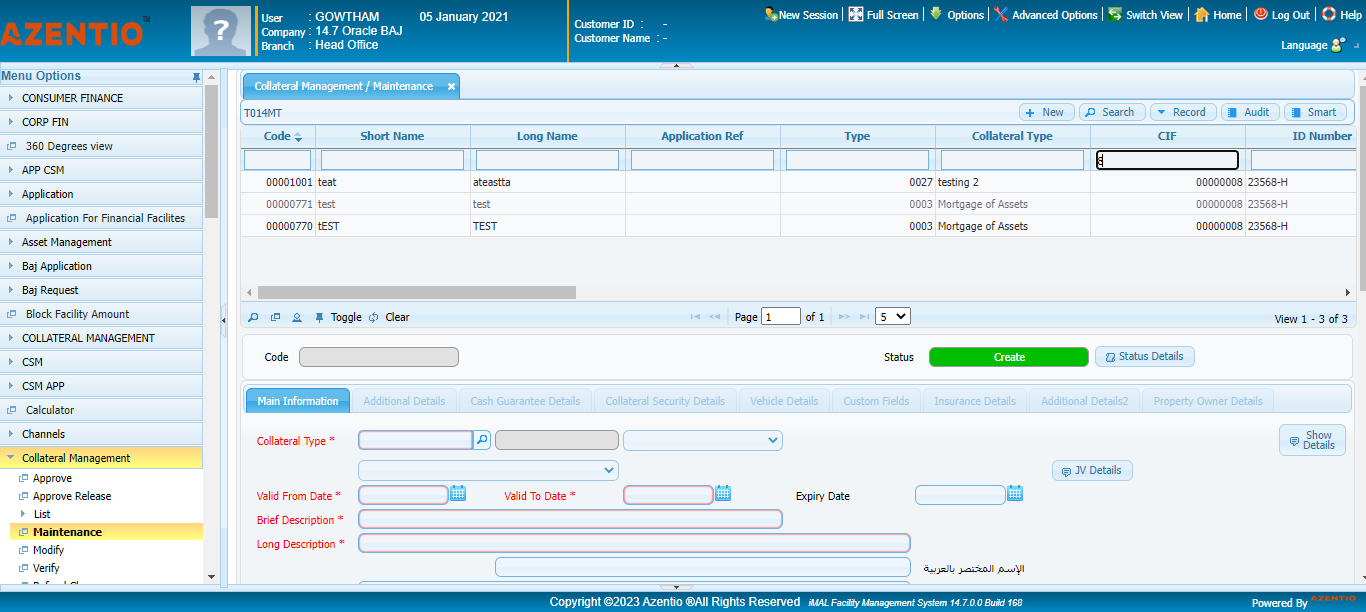 AZENTIO™
?
User : GOWTHAM 05 January 2021
Company : 14.7 Oracle BAJ
Branch : Head Office
Customer ID : -
Customer Name : -
New Session Full Screen Options Advanced Options Switch View Home Log Out Help
Language
Menu Options
CONSUMER FINANCE
CORP FIN
360 Degrees view
APP CSM
Application
Application For Financial Facilites
Asset Management
Baj Application
Baj Request
Block Facility Amount
COLLATERAL MANAGEMENT
CSM
CSM APP
Calculator
Channels
Collateral Management
Approve
Approve Release
List
Maintenance
Modify
Verify
Collateral Management / Maintenance
T014MT
New Search Record Audit Smart
Code Short Name Long Name Application Ref Type Collateral Type CIF ID Number
8
00001001 teat ateastta 0027 testing 2 00000008 23568-H
00000771 test test 0003 Mortgage of Assets 00000008 23568-H
00000770 tEST TEST 0003 Mortgage of Assets 00000008 23568-H
Toggle Clear Page 1 of 1 5 View 1 - 3 of 3
Code Status Create Status Details
Main Information Additional Details Cash Guarantee Details Collateral Security Details Vehicle Details Custom Fields Insurance Details Additional Details2 Property Owner Details
Collateral Type *
Show Details
JV Details
Valid From Date * Valid To Date * Expiry Date
Brief Description *
Long Description *
الإسم المختصر بالعربية
Copyright ©2023 Azentio ®All Rights Reserved iMAL Facility Management System 14.7.0.0 Build 168
Powered By AZENTIO